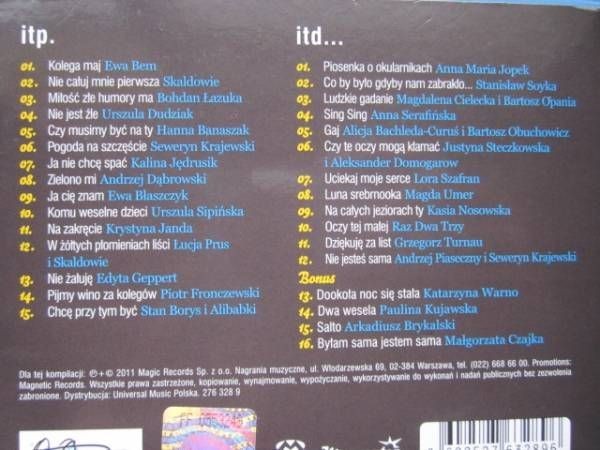 itp.
01. Kolega maj Ewa Bem
02. Nie całuj mnie pierwsza Skaldowie
03. Miłość złe humory ma Bohdan Łazuka
04. Nie jest źle Urszula Dudziak
05. Czy musimy być na ty Hanna Banaszak
06. Pogoda na szczęście Seweryn Krajewski
07. Ja nie chcę spać Kalina Jędrusik
08. Zielono mi Andrzej Dąbrowski
09. Ja cię znam Ewa Błaszczyk
10. Komu weselne dzieci Urszula Sipińska
11. Na zakręcie Krystyna Janda
12. W żółtych płomieniach liści Łucja Prus
i Skaldowie
13. Nie żałuję Edyta Geppert
14. Pijmy wino za kolegów Piotr Fronczewski
15. Chcę przy tym być Stan Borys i Alibabki
itd...
01. Piosenka o okularnikach Anna Maria Jopek
02. Co by było gdyby nam zabrakło... Stanisław Soyka
03. Ludzkie gadanie Magdalena Cielecka i Bartosz Opania
04. Sing Sing Anna Serafińska
05. Gaj Alicja Bachleda-Curuś i Bartosz Obuchowicz
06. Czy te oczy mogą kłamać Justyna Steczkowska
i Aleksander Domogarow
07. Uciekaj moje serce Lora Szafran
08. Luna srebrnooka Magda Umer
09. Na całych jeziorach ty Kasia Nosowska
10. Oczy tej małej Raz Dwa Trzy
11. Dziękuję za list Grzegorz Turnau
12. Nie jesteś sama Andrzej Piaseczny i Seweryn Krajewski
Bonus
13. Dookoła noc się stała Katarzyna Warno
14. Dwa wesela Paulina Kujawska
15. Salto Arkadiusz Brykalski
16. Byłam sama jestem sama Małgorzata Czajka
Dla tej kompilacji: ℗ + © 2011 Magic Records Sp. z o.o. Nagrania muzyczne, ul. Włodarzewska 69, 02-384 Warszawa, tel. (022) 668 66 00. Promotions:
Magnetic Records. Wszystkie prawa zastrzeżone, kopiowanie, wynajmowanie, wypożyczanie, wykorzystywanie do wykonań i nadań publicznych bez zezwolenia
zabronione. Dystrybucja: Universal Music Polska. 276 328 9